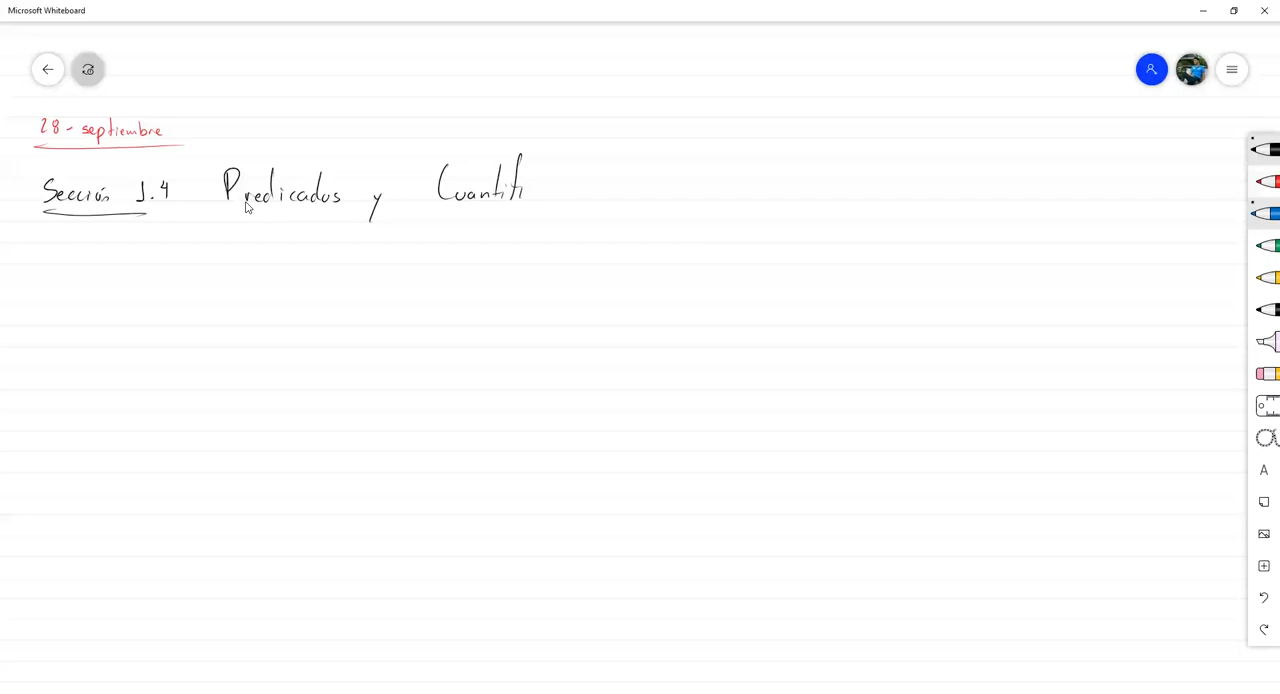 Microsoft Whiteboard
28 - septiembre
Sección 1.4 Predicados y Cuantifi
A